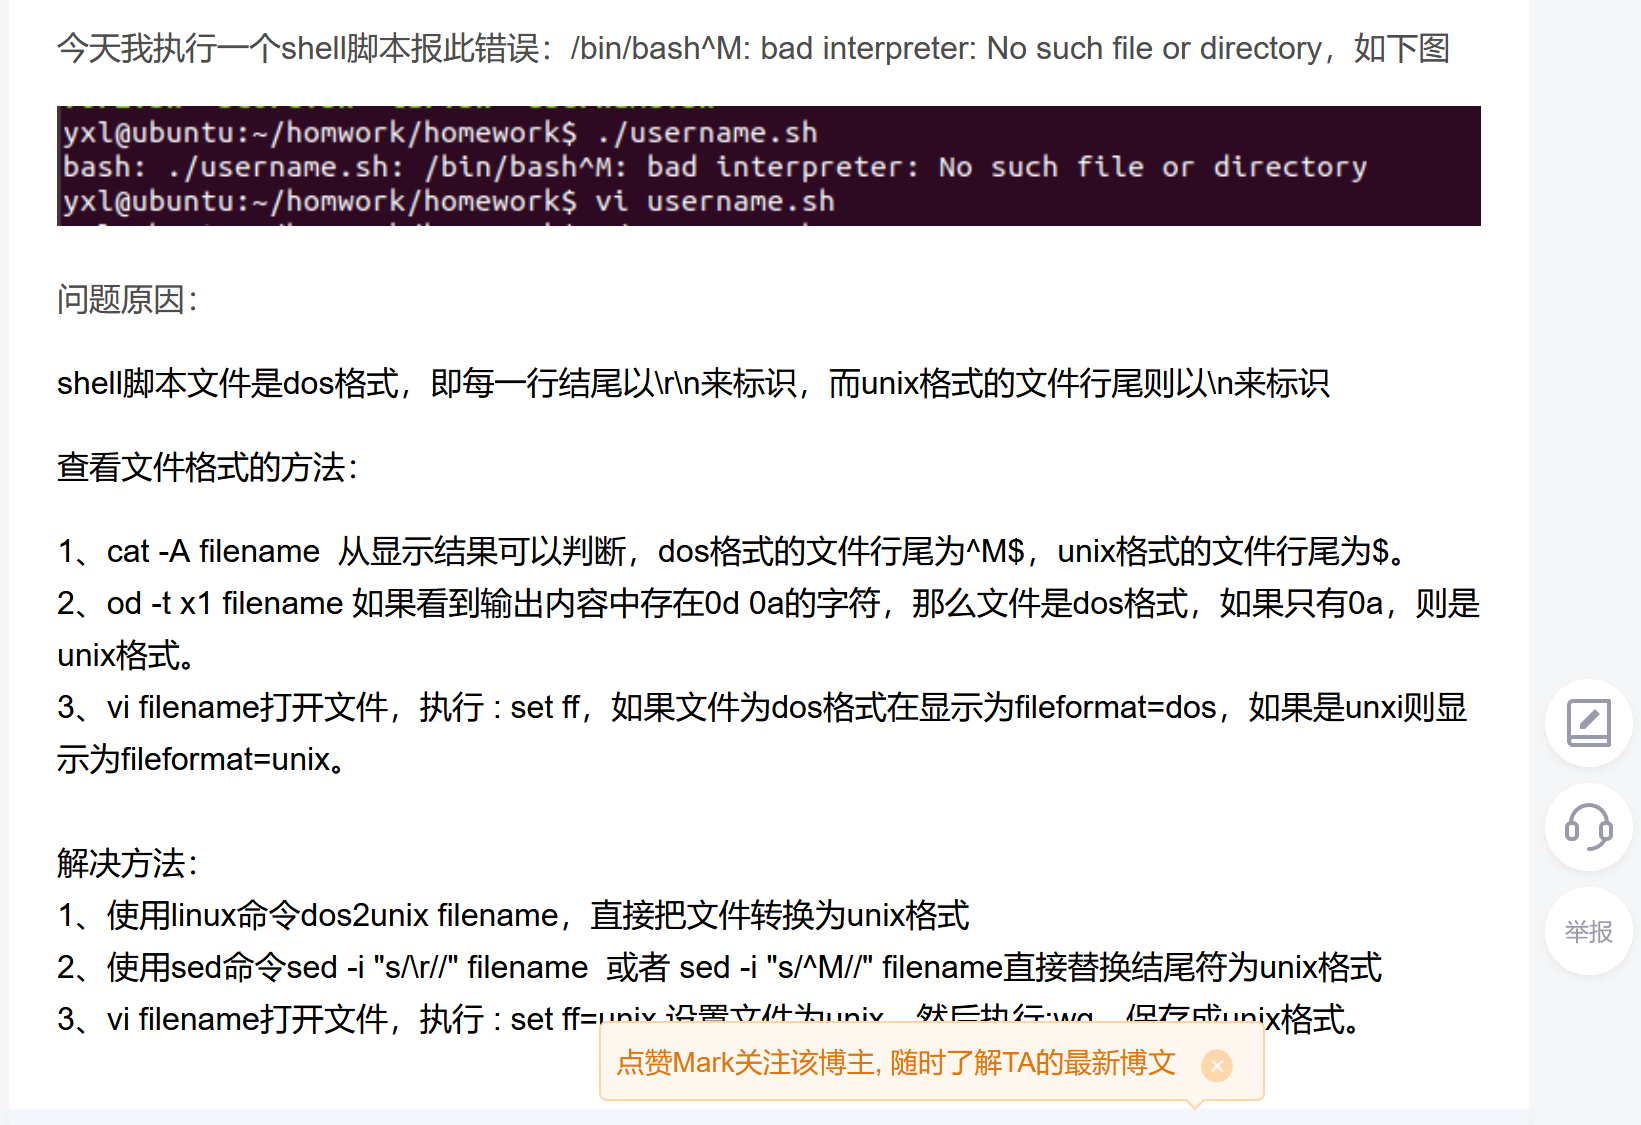 今天我执行一个shell脚本报此错误：/bin/bash^M: bad interpreter: No such file or directory，如下图
yxl@ubuntu:~/homwork/homework$ ./username.sh
bash: ./username.sh: /bin/bash^M: bad interpreter: No such file or directory
yxl@ubuntu:~/homwork/homework$ vi username.sh
问题原因：
shell脚本文件是dos格式，即每一行结尾以\r\n来标识，而unix格式的文件行尾则以\n来标识
查看文件格式的方法：
1、cat -A filename  从显示结果可以判断，dos格式的文件行尾为^M$，unix格式的文件行尾为$。
2、od -t x1 filename 如果看到输出内容中存在0d 0a的字符，那么文件是dos格式，如果只有0a，则是
unix格式。
3、vi filename打开文件，执行 : set ff，如果文件为dos格式在显示为fileformat=dos，如果是unxi则显
示为fileformat=unix。
解决方法：
1、使用linux命令dos2unix filename，直接把文件转换为unix格式
2、使用sed命令sed -i "s/\r//" filename  或者 sed -i "s/^M//" filename直接替换结尾符为unix格式
3、vi filename打开文件，执行 : set ff=unix 设置文件为unix，然后执行:wq，保存成unix格式。
点赞Mark关注该博主, 随时了解TA的最新博文
举报